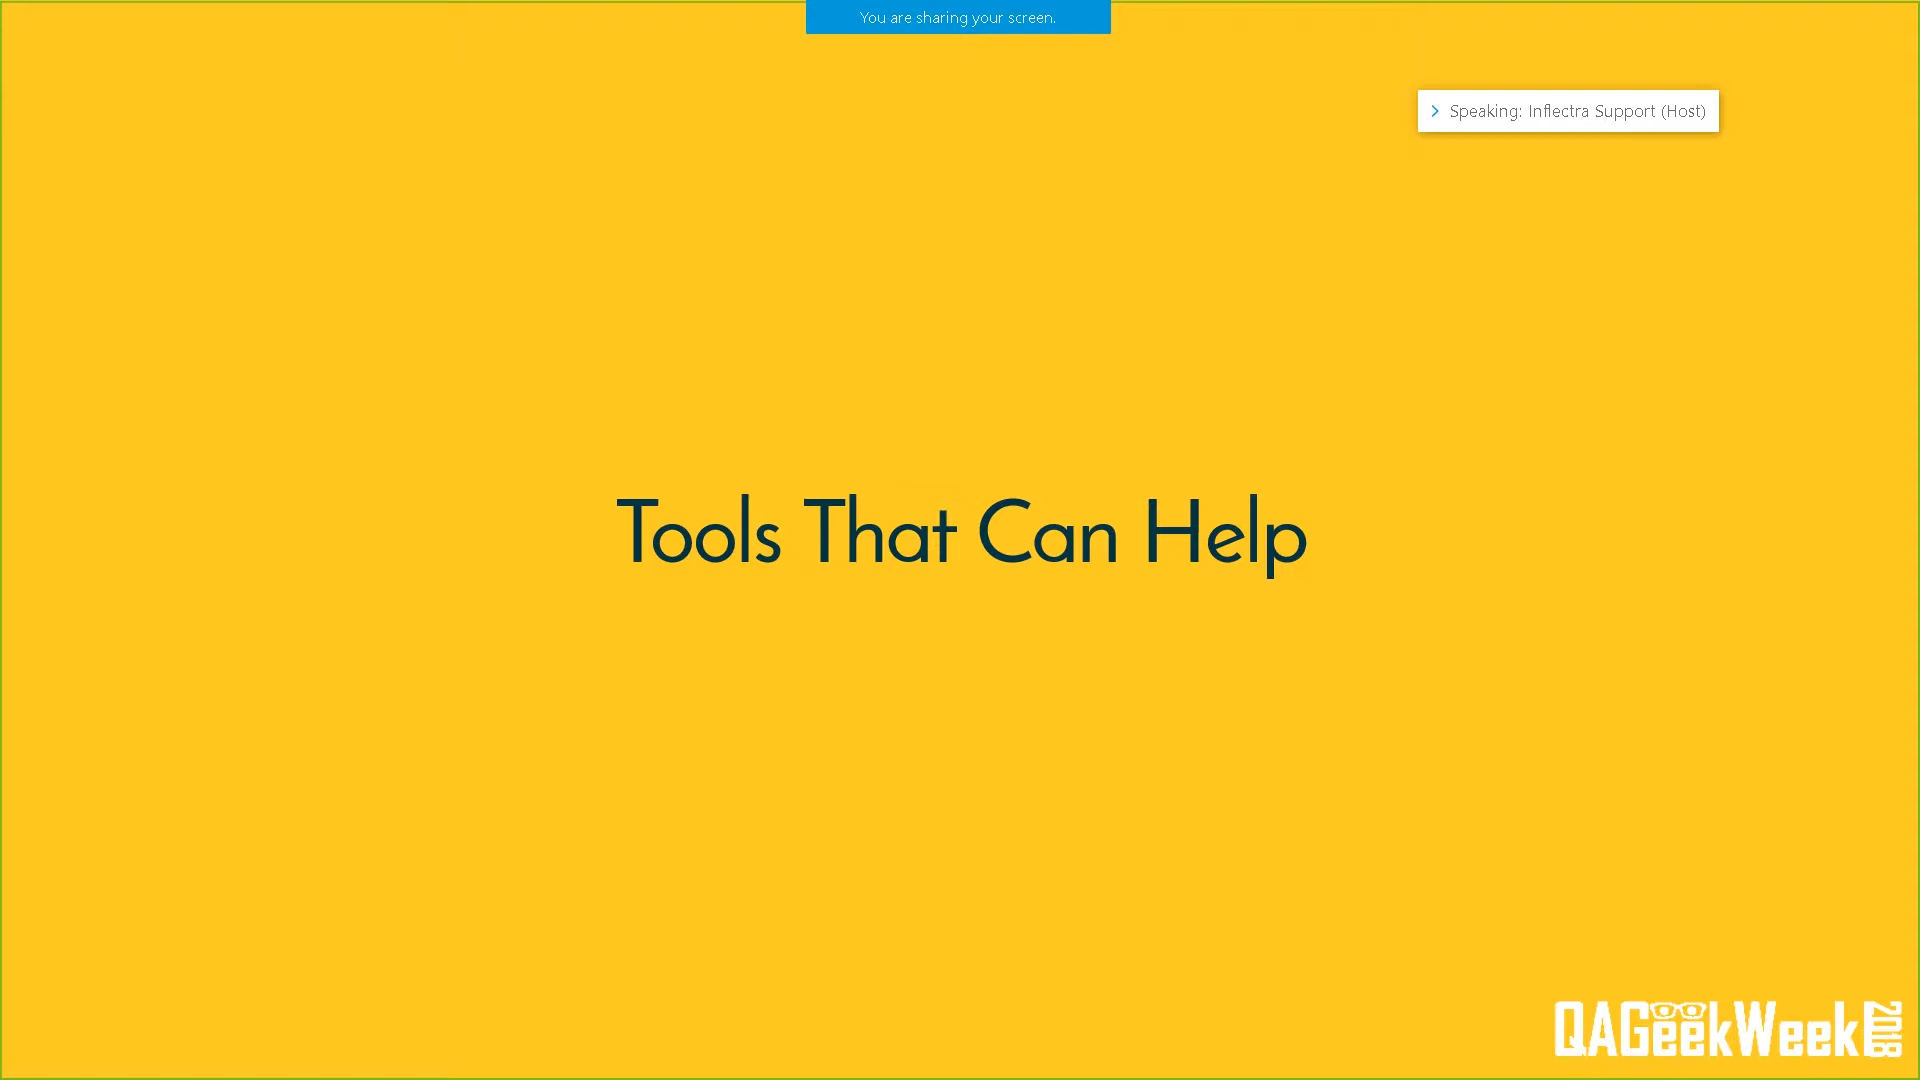 You are sharing your screen.
Speaking: Inflectra Support (Host)
Tools That Can Help
QAGeekWeek 2018